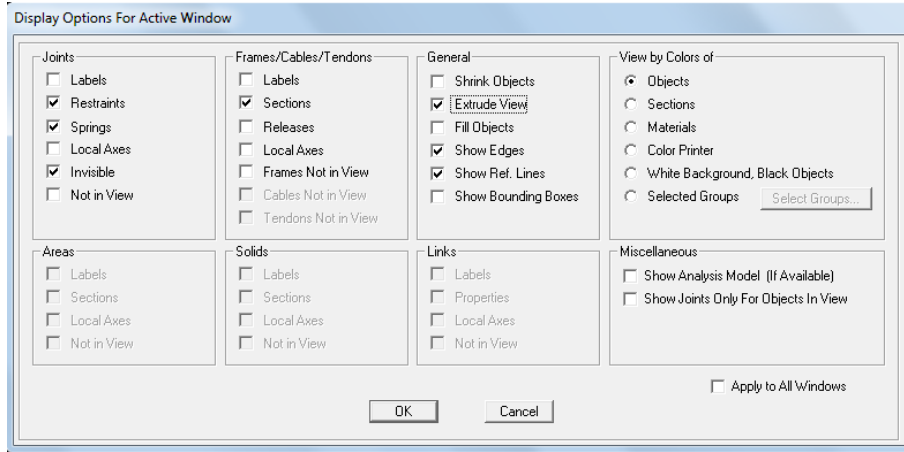 Display Options For Active Window
Joints
Labels
Restraints
Springs
Local Axes
Invisible
Not in View
Frames/Cables/Tendons
Labels
Sections
Releases
Local Axes
Frames Not in View
Cables Not in View
Tendons Not in View
General
Shrink Objects
Extrude View
Fill Objects
Show Edges
Show Ref. Lines
Show Bounding Boxes
View by Colors of
Objects
Sections
Materials
Color Printer
White Background, Black Objects
Selected Groups
Select Groups...
Areas
Labels
Sections
Local Axes
Not in View
Solids
Labels
Sections
Local Axes
Not in View
Links
Labels
Properties
Local Axes
Not in View
Miscellaneous
Show Analysis Model (If Available)
Show Joints Only For Objects In View
Apply to All Windows
OK
Cancel